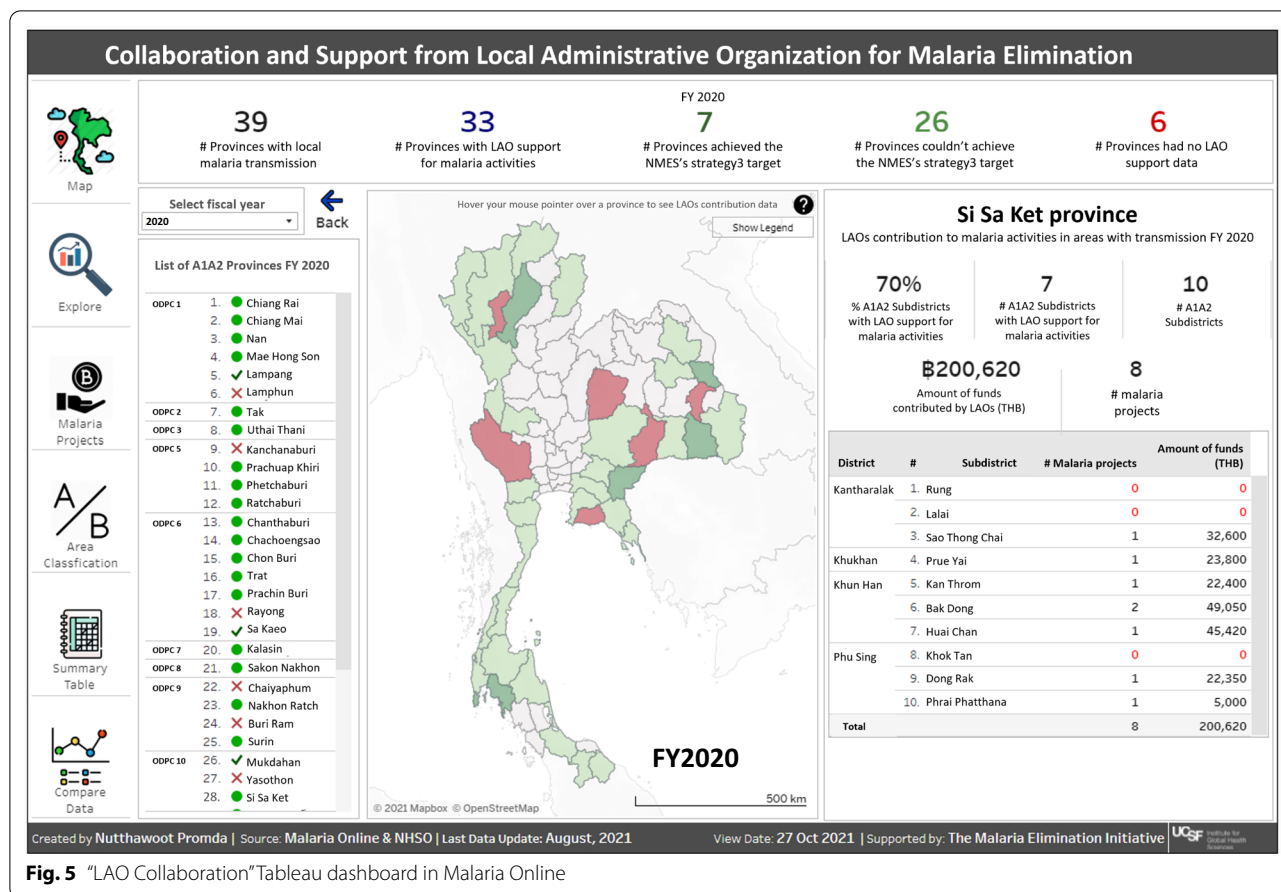 Collaboration and Support from Local Administrative Organization for Malaria Elimination
Map
Explore
Malaria
Projects
A/B
Area
Classfication
Summary
Table
Compare
Data
FY 2020
39
# Provinces with local
malaria transmission
33
# Provinces with LAO support
for malaria activities
7
# Provinces achieved the
NMES's strategy3 target
26
# Provinces couldn't achieve
the NMES's strategy3 target
6
# Provinces had no LAO
support data
Select fiscal year
2020
Back
List of A1A2 Provinces FY 2020
ODPC 1 1. Chiang Rai
2. Chiang Mai
3. Nan
4. Mae Hong Son
5. Lampang
6. Lamphun
ODPC 2 7. Tak
ODPC 3 8. Uthai Thani
ODPC 5 9. Kanchanaburi
10. Prachuap Khiri
11. Phetchaburi
12. Ratchaburi
ODPC 6 13. Chanthaburi
14. Chachoengsao
15. Chon Buri
16. Trat
17. Prachin Buri
18. Rayong
19. Sa Kaeo
ODPC 7 20. Kalasin
ODPC 8 21. Sakon Nakhon
ODPC 9 22. Chaiyaphum
23. Nakhon Ratch
24. Buri Ram
25. Surin
ODPC 10 26. Mukdahan
27. Yasothon
28. Si Sa Ket
Hover your mouse pointer over a province to see LAOs contribution data
?
Show Legend
FY2020
500 km
© 2021 Mapbox © OpenStreetMap
Si Sa Ket province
LAOs contribution to malaria activities in areas with transmission FY 2020
70%
% A1A2 Subdistricts
with LAO support for
malaria activities
7
# A1A2 Subdistricts
with LAO support for
malaria activities
10
# A1A2
Subdistricts
฿200,620
Amount of funds
contributed by LAOs (THB)
8
# malaria
projects
District # Subdistrict # Malaria projects Amount of funds (THB)
Kantharalak 1. Rung 0 0
2. Lalai 0 0
3. Sao Thong Chai 1 32,600
Khukhan 4. Prue Yai 1 23,800
Khun Han 5. Kan Throm 1 22,400
6. Bak Dong 2 49,050
7. Huai Chan 1 45,420
Phu Sing 8. Khok Tan 0 0
9. Dong Rak 1 22,350
10. Phrai Phatthana 1 5,000
Total 8 200,620
Created by Nutthawoot Promda | Source: Malaria Online & NHSO | Last Data Update: August, 2021 View Date: 27 Oct 2021 | Supported by: The Malaria Elimination Initiative
UCSF Institute for
Global Health
Sciences
Fig. 5 "LAO Collaboration" Tableau dashboard in Malaria Online